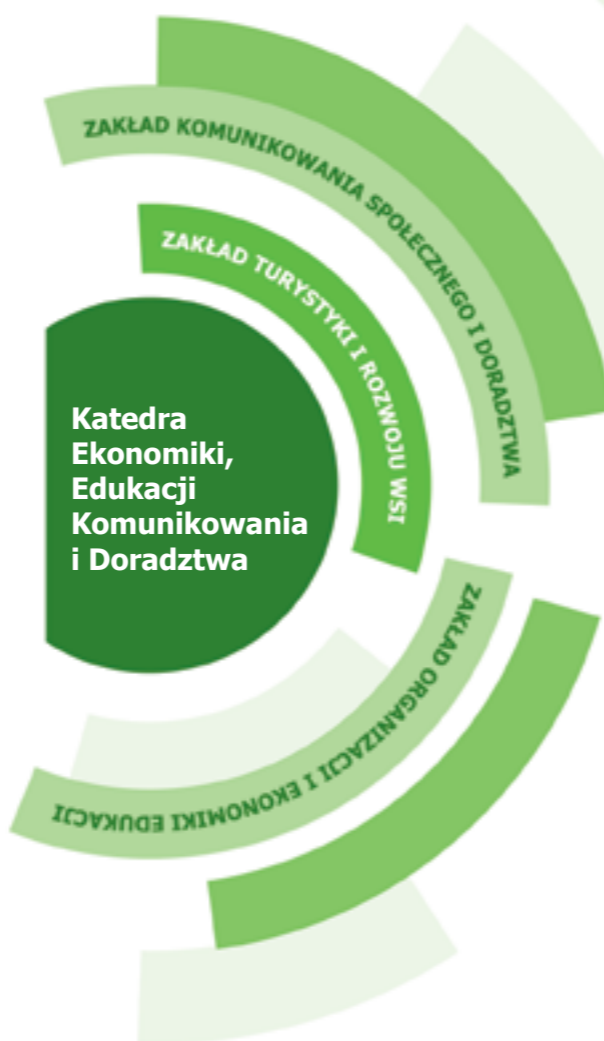 ZAKŁAD KOMUNIKOWANIA SPOŁECZNEGO I DORADZTWA
ZAKŁAD TURYSTYKI I ROZWOJU WSI
Katedra
Ekonomiki,
Edukacji
Komunikowania
i Doradztwa
ZAKŁAD ORGANIZACJI I EKONOMIKI EDUKACJI